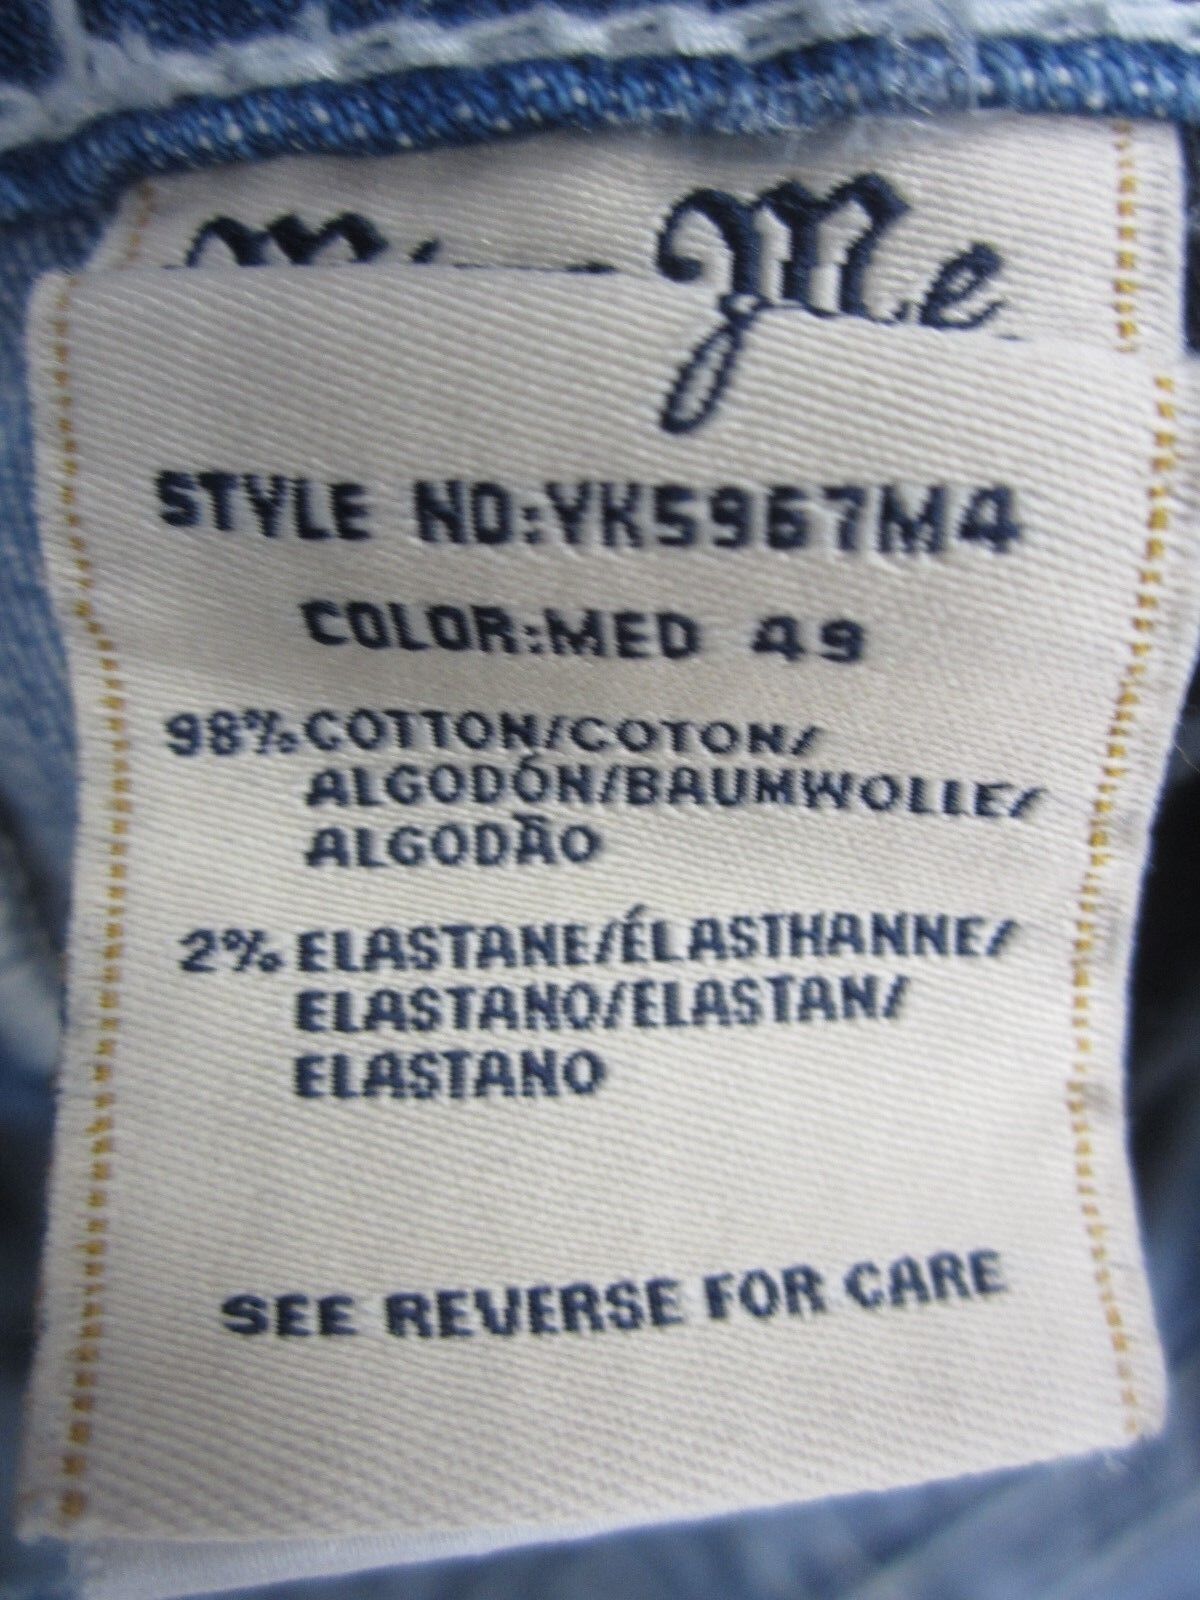 Me
STYLE NO:YK5967M4
COLOR:MED 49
98% COTTON/COTON/
ALGODÓN/BAUMWOLLE/
ALGODÃO
2% ELASTANE/ÉLASTHANNE/
ELASTANO/ELASTAN/
ELASTANO
SEE REVERSE FOR CARE